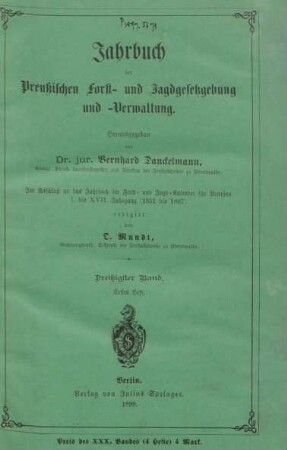 Jahrbuch
der
Preußischen Forst- und Jagdgesetzgebung
und -Verwaltung.
Herausgegeben
von
Dr. jur. Bernhard Danckelmann,
Im Anschluß an das Jahrbuch im Forst- und Jagd-Kalender für Preußen
I. bis XVII. Jahrgang (1851 bis 1867)
redigirt
von
O. Mundt,
Dreißigster Band.
Erstes Heft.
Berlin.
Verlag von Julius Springer.
Preis des XXX. Bandes (4 Hefte) 4 Mark.